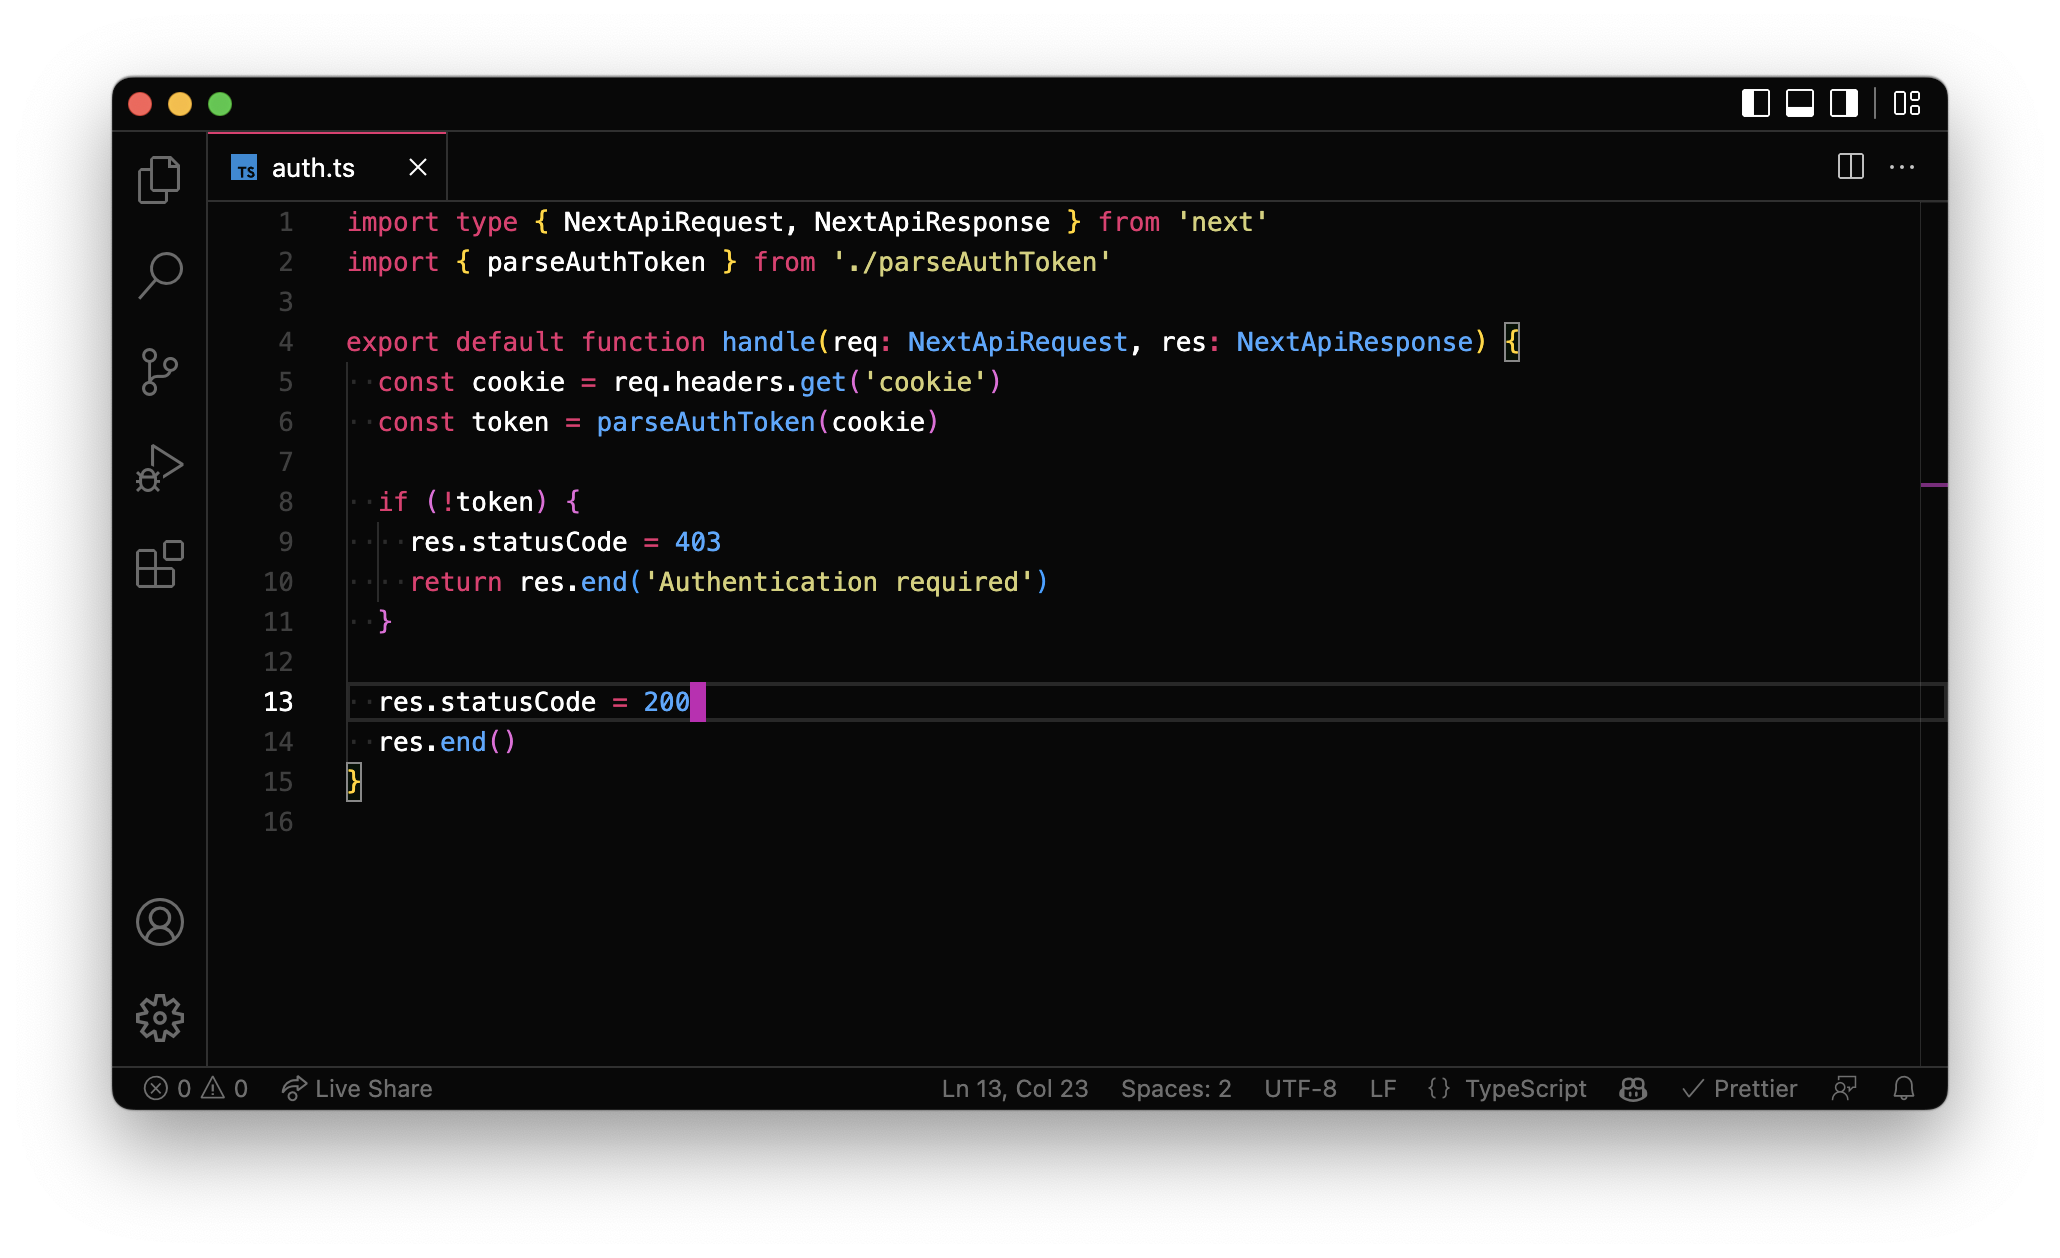 TS auth.ts
1 import type { NextApiRequest, NextApiResponse } from 'next'
2 import { parseAuthToken } from './parseAuthToken'
3
4 export default function handle(req: NextApiRequest, res: NextApiResponse) {
5   const cookie = req.headers.get('cookie')
6   const token = parseAuthToken(cookie)
7
8   if (!token) {
9     res.statusCode = 403
10     return res.end('Authentication required')
11   }
12
13   res.statusCode = 200
14   res.end()
15 }
16
0 0 Live Share Ln 13, Col 23 Spaces: 2 UTF-8 LF {} TypeScript Prettier